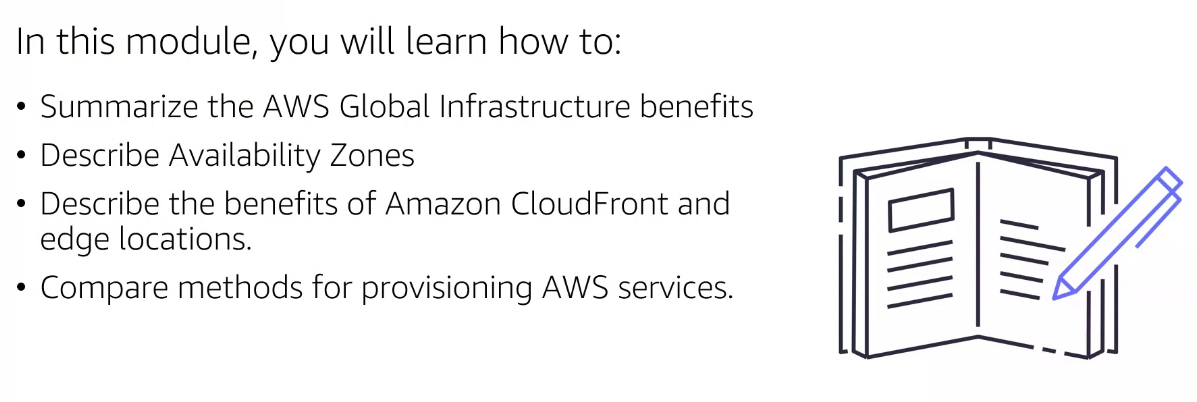 In this module, you will learn how to:
• Summarize the AWS Global Infrastructure benefits
• Describe Availability Zones
• Describe the benefits of Amazon CloudFront and
edge locations.
• Compare methods for provisioning AWS services.